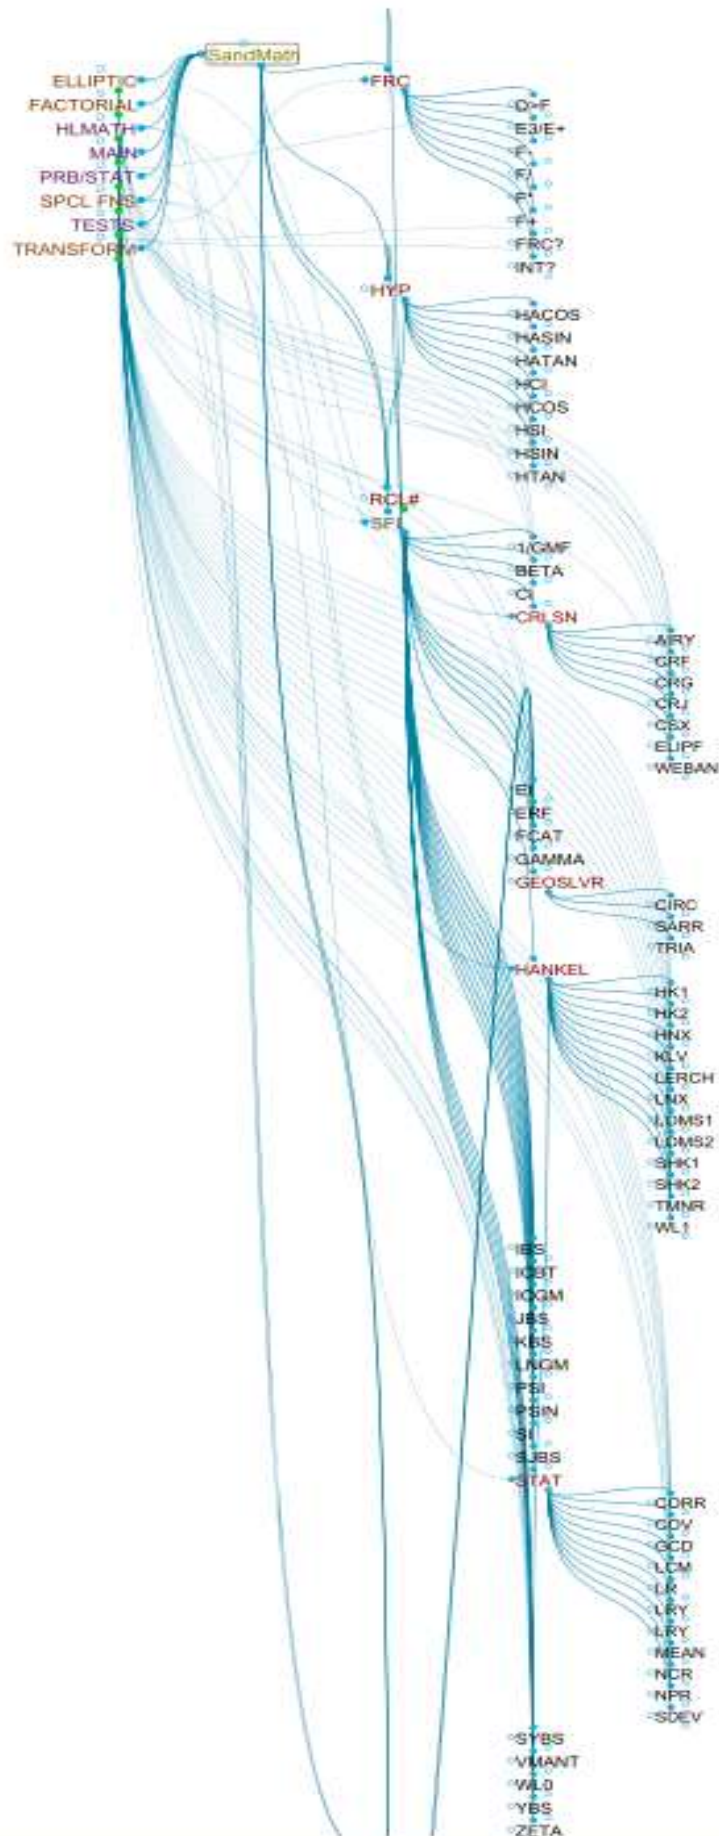 SandMath
ELLIPTIC
FACTORIAL
HLMATH
MAIN
PRB/STAT
SPCL FNS
TESTS
TRANSFORM
FRC
D>F
E3/E+
F-
F/
F*
F+
FRC?
INT?
HYP
HACOS
HASIN
HATAN
HCI
HCOS
HSI
HSIN
HTAN
RCL#
1/GMF
BETA
CI
CRLSN
AIRY
CRF
CRG
CRJ
CSX
ELIPF
WEBAN
EI
ERF
FCAT
GAMMA
GEOSLVR
CIRC
SARR
TRIA
HANKEL
HK1
HK2
HNX
KLV
LERCH
LNX
LOMS1
LOMS2
SHK1
SHK2
TMNR
WL1
IBS
ICBT
ICGM
JBS
KBS
LNGM
PSI
PSIN
SI
SJBS
STAT
CORR
COV
GCD
LCM
LR
LRY
LRY
MEAN
NCR
NPR
SDEV
SYBS
VMANT
WL0
YBS
ZETA